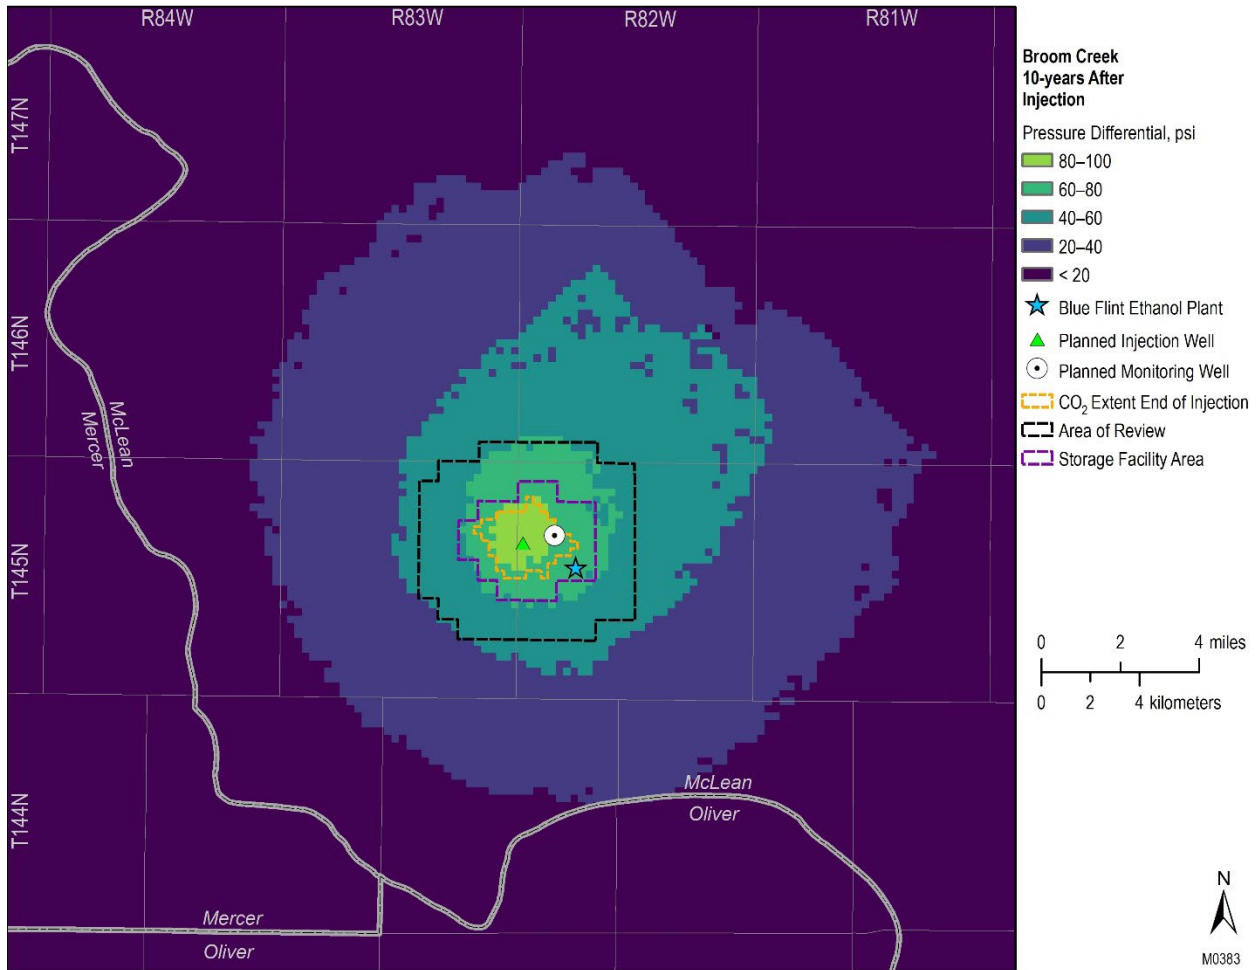 R84W
R83W
R82W
R81W
T147N
T146N
T145N
T144N
McLean
Mercer
McLean
Oliver
Mercer
Oliver
Broom Creek
10-years After
Injection
Pressure Differential, psi
80–100
60–80
40–60
20–40
< 20
Blue Flint Ethanol Plant
Planned Injection Well
Planned Monitoring Well
CO₂ Extent End of Injection
Area of Review
Storage Facility Area
0 2 4 miles
0 2 4 kilometers
N
M0383